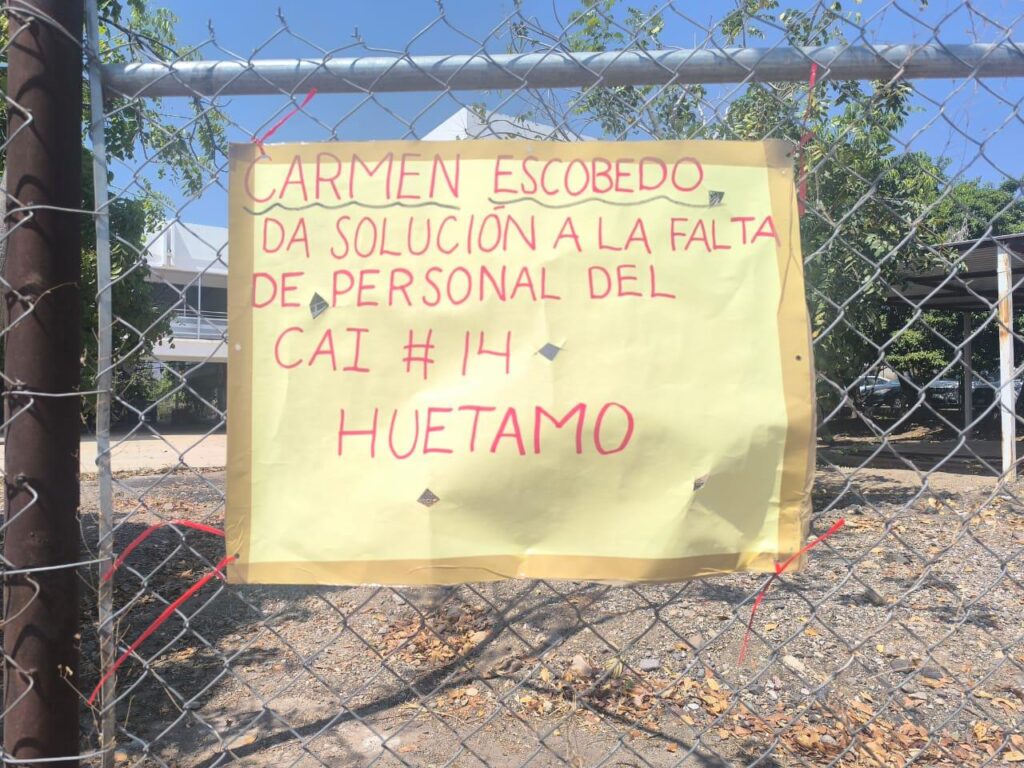 CARMEN ESCOBEDO
DA SOLUCIÓN A LA FALTA
DE PERSONAL DEL
CAI # 14
HUETAMO